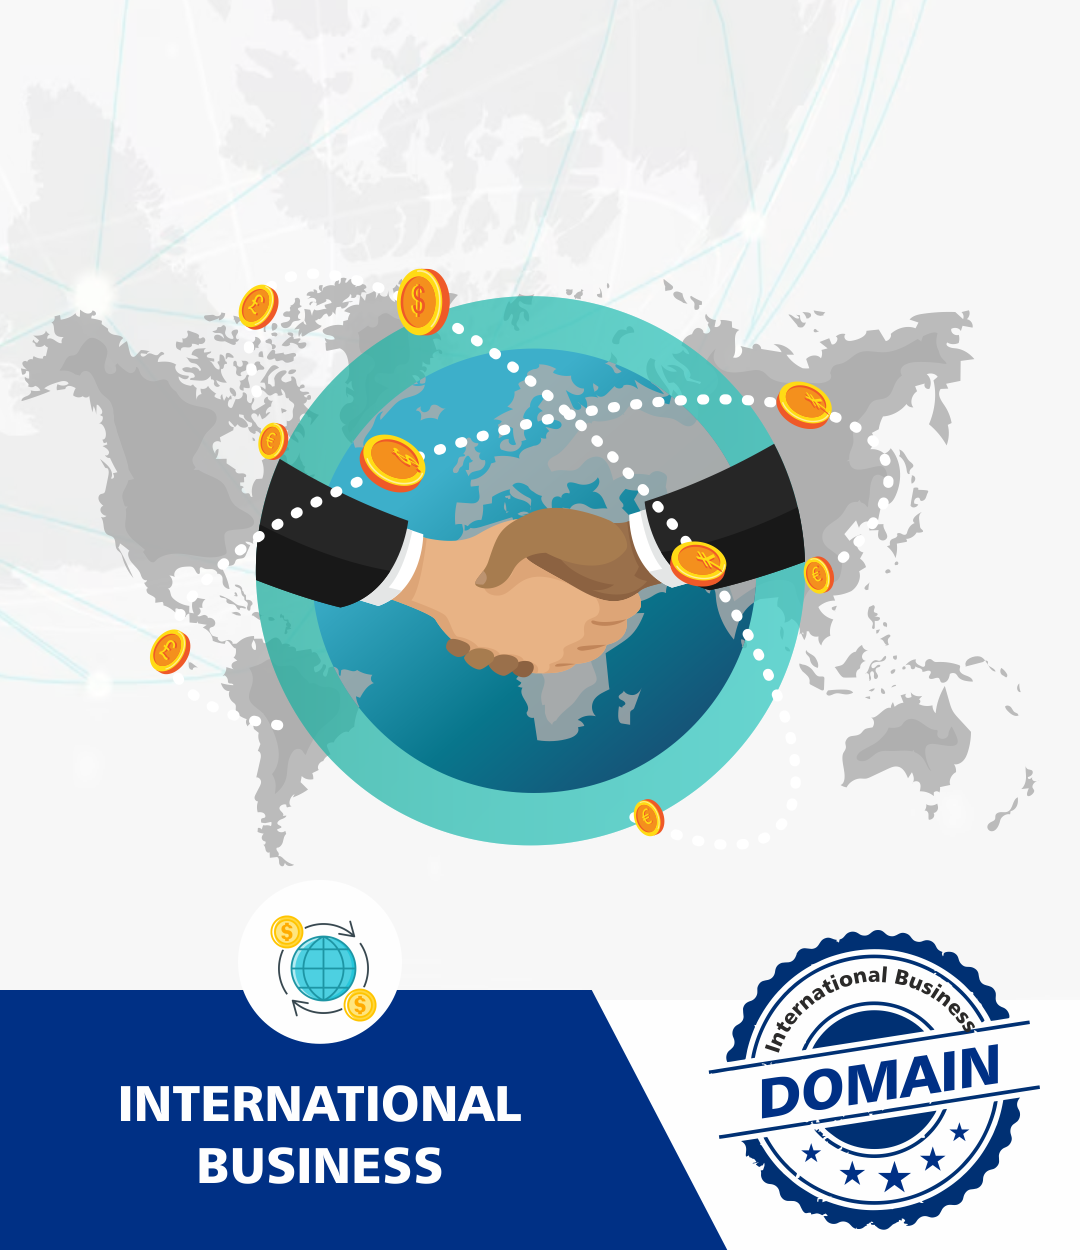 INTERNATIONAL
BUSINESS
International Business
DOMAIN